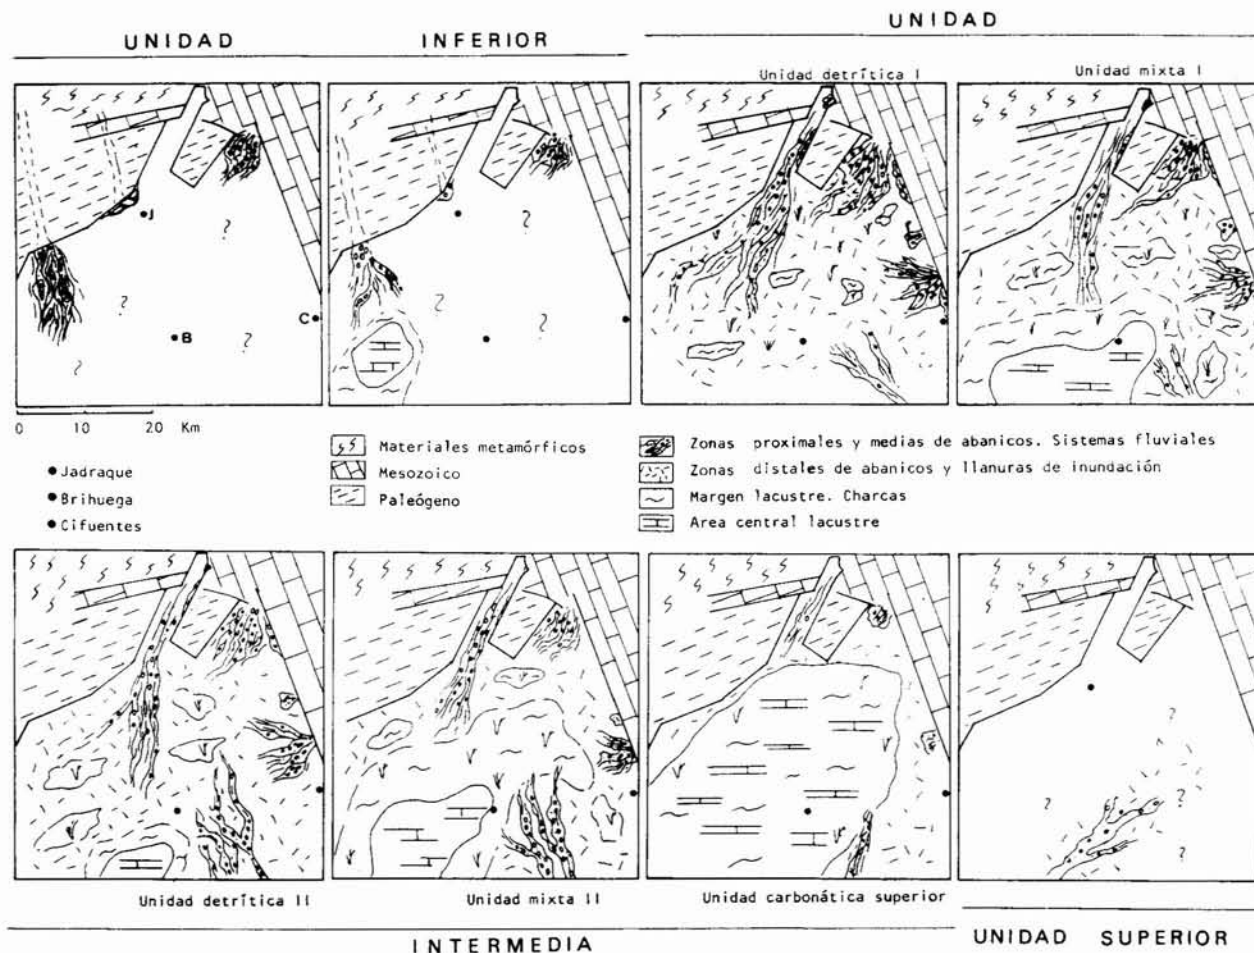 UNIDAD INFERIOR
UNIDAD
Unidad detrítica I
Unidad mixta I
J
?
?
C
B
?
?
?
?
?
0 10 20 Km
Jadraque
Brihuega
Cifuentes
Materiales metamórficos
Mesozoico
Paleógeno
Zonas proximales y medias de abanicos. Sistemas fluviales
Zonas distales de abanicos y llanuras de inundación
Margen lacustre. Charcas
Area central lacustre
?
?
?
?
Unidad detrítica II
Unidad mixta II
Unidad carbonática superior
INTERMEDIA
UNIDAD SUPERIOR